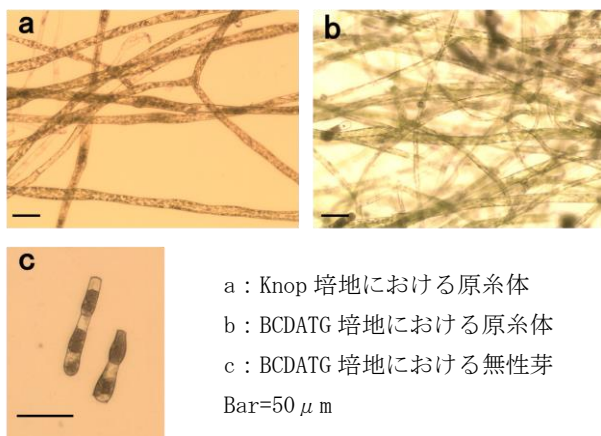 a
b
c
a：Knop 培地における原糸体
b：BCDATG 培地における原糸体
c：BCDATG 培地における無性芽
Bar=50μm